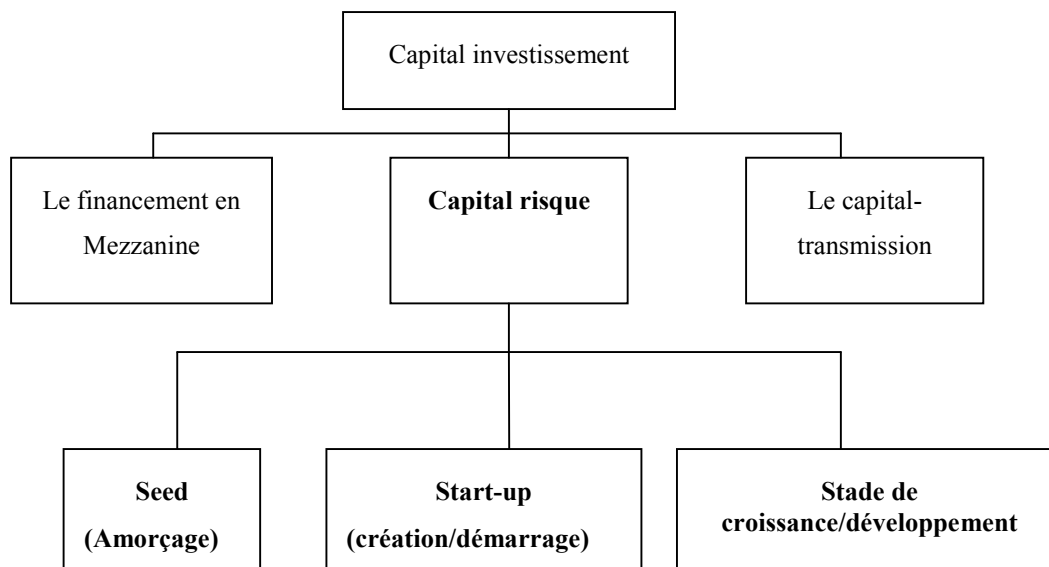 Capital investissement
Le financement en
Mezzanine
Capital risque
Le capital-
transmission
Seed
(Amorçage)
Start-up
(création/démarrage)
Stade de
croissance/développement